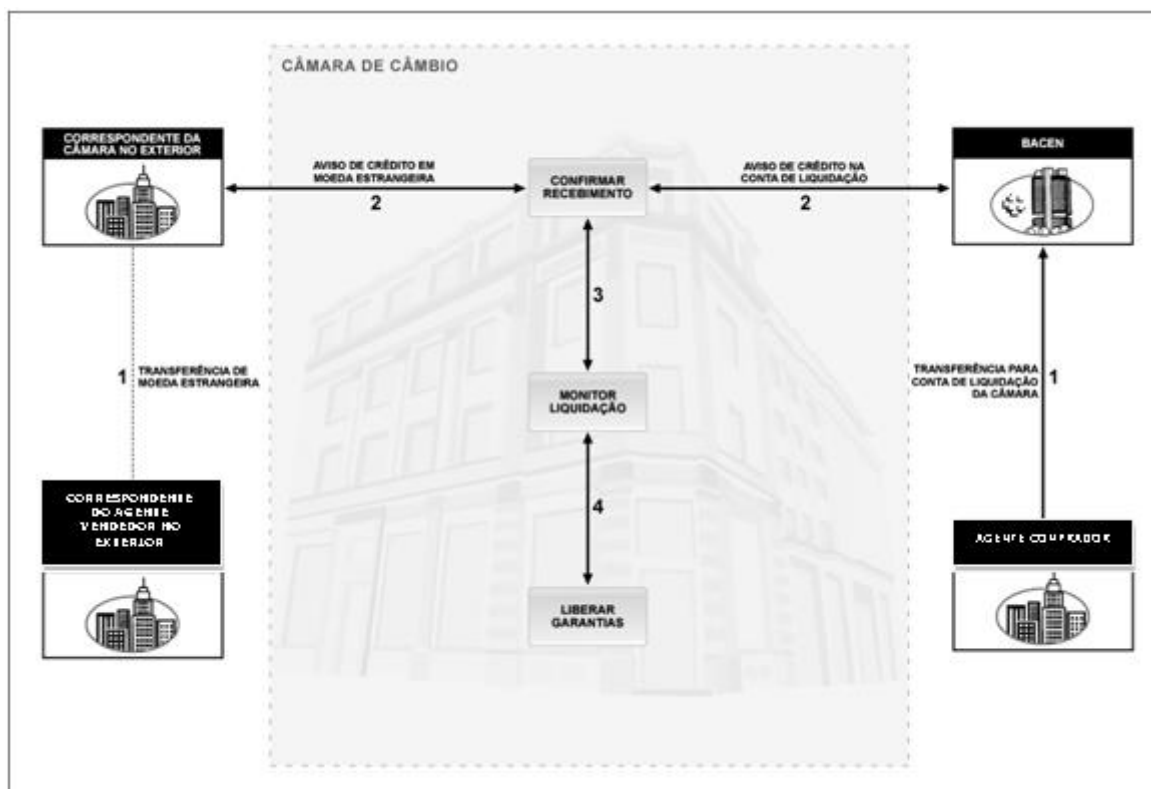 CÂMARA DE CÂMBIO
CORRESPONDENTE DA
CÂMARA NO EXTERIOR
BACEN
AVISO DE CRÉDITO EM
MOEDA ESTRANGEIRA
2
CONFIRMAR
RECEBIMENTO
AVISO DE CRÉDITO NA
CONTA DE LIQUIDAÇÃO
2
3
1
TRANSFERÊNCIA DE
MOEDA ESTRANGEIRA
MONITOR
LIQUIDAÇÃO
TRANSFERÊNCIA PARA
CONTA DE LIQUIDAÇÃO
DA CÂMARA
1
4
CORRESPONDENTE
DO AGENTE
VENDEDOR NO
EXTERIOR
AGENTE COMPRADOR
LIBERAR
GARANTIAS